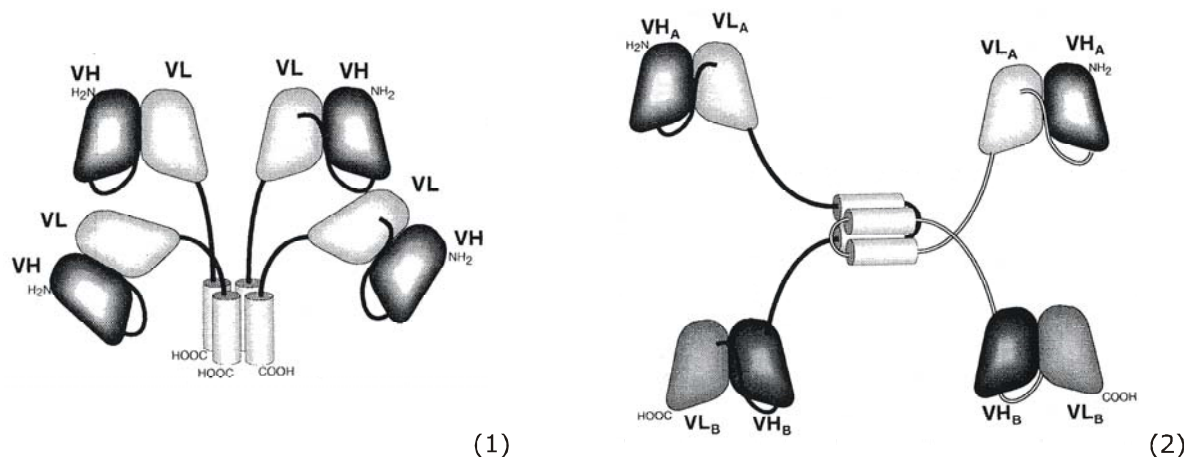 VH VL VL VH
H2N NH2
VL VL
VH VH
H2N NH2
HOOC HOOC COOH
(1)
VHA VLA VLA VHA
H2N NH2
HOOC COOH
VLB VHB VHB VLB
(2)